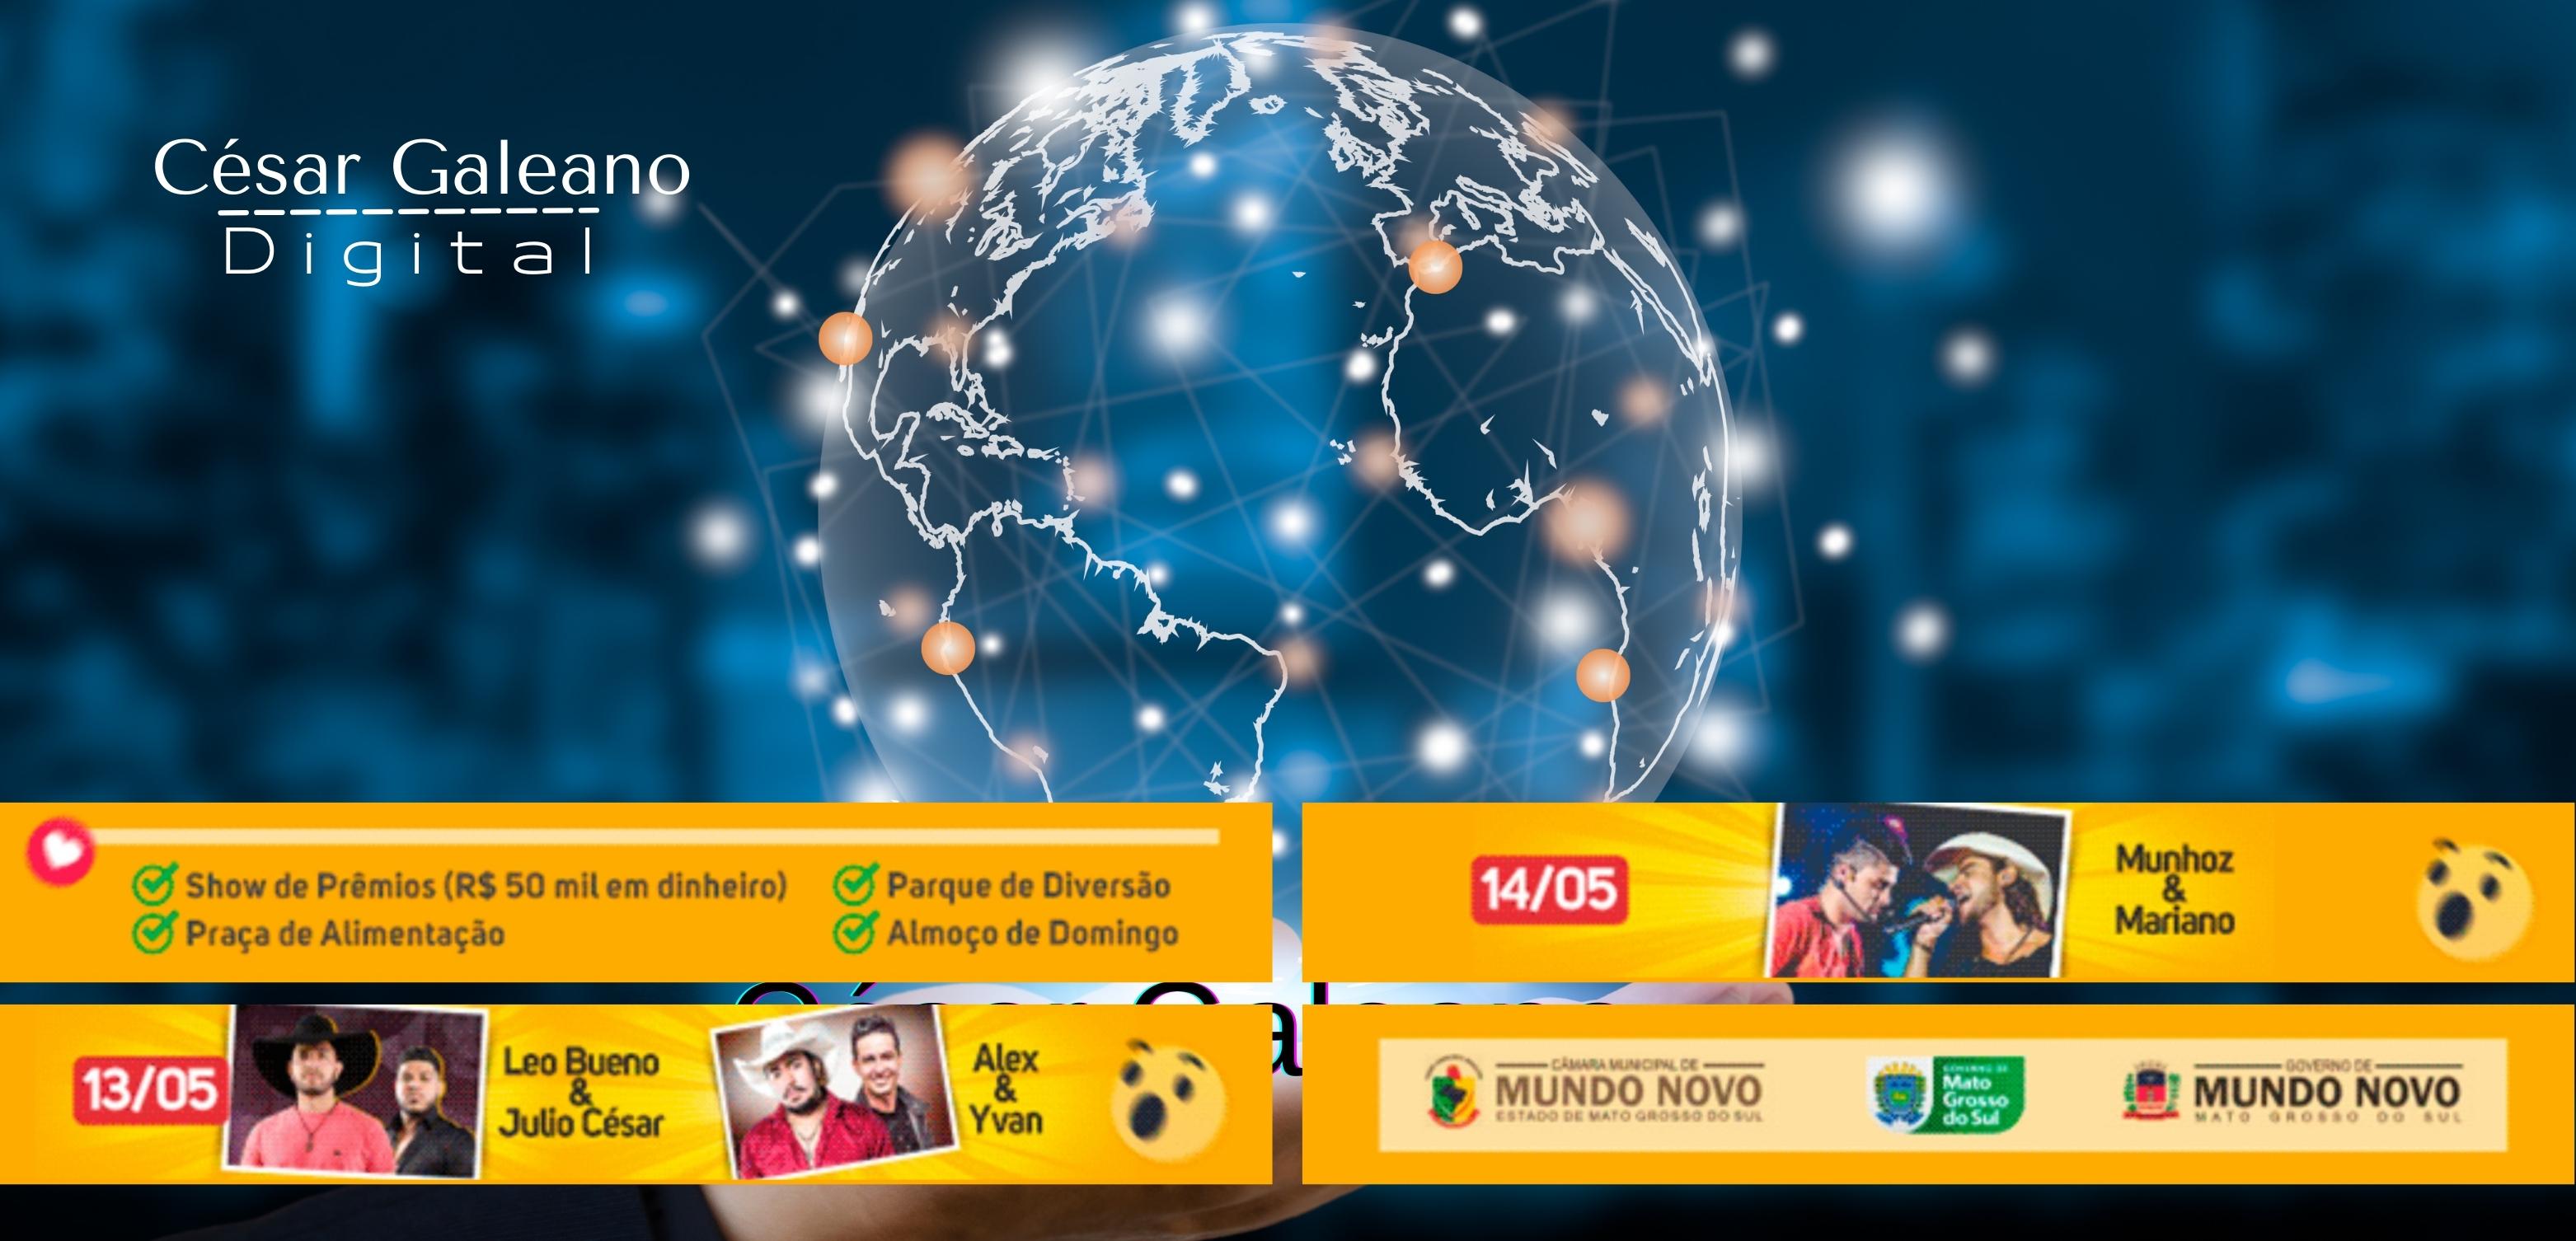 César Galeano
Digital
Show de Prêmios (R$ 50 mil em dinheiro)
Praça de Alimentação
Parque de Diversão
Almoço de Domingo
14/05
Munhoz
&
Mariano
13/05
Leo Bueno
&
Julio César
Alex
&
Yvan
CÂMARA MUNICIPAL DE
MUNDO NOVO
ESTADO DE MATO GROSSO DO SUL
GOVERNO DE
Mato
Grosso
do Sul
GOVERNO DE
MUNDO NOVO
MATO GROSSO DO SUL